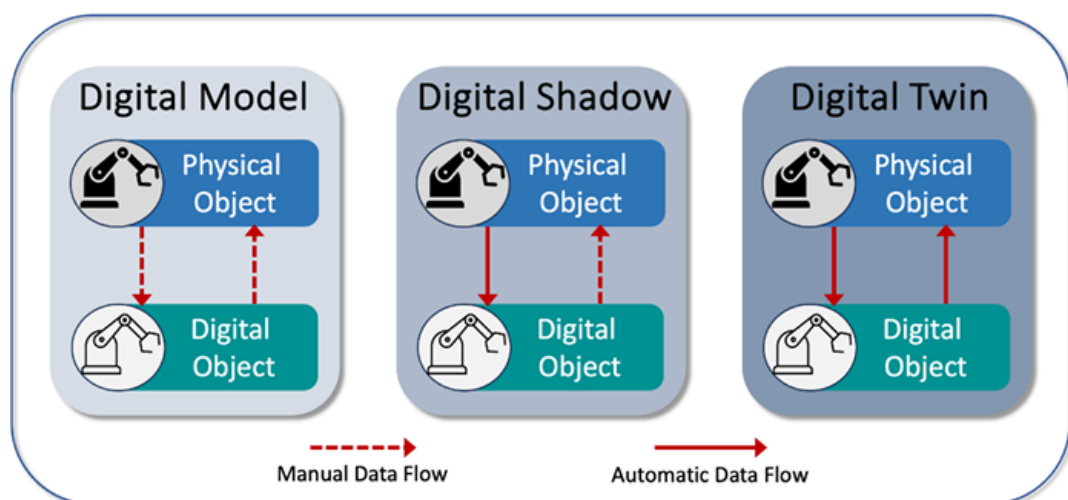 Digital Model
Physical
Object
Digital
Object
Digital Shadow
Physical
Object
Digital
Object
Digital Twin
Physical
Object
Digital
Object
Manual Data Flow
Automatic Data Flow